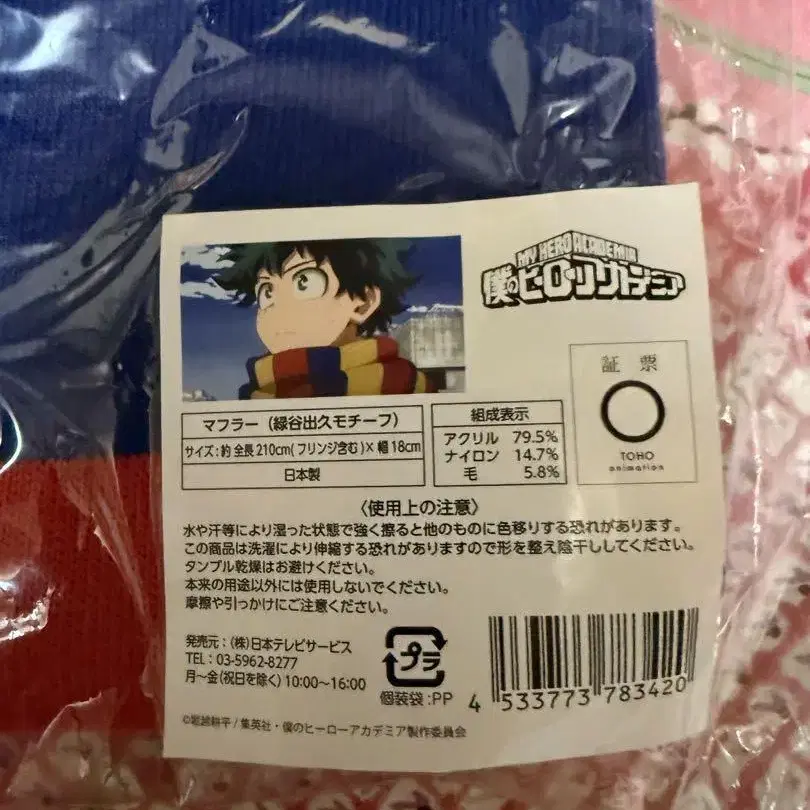 MY HERO ACADEMIA
僕のヒーローアカデミア
証票
TOHO
animation
マフラー（緑谷出久モチーフ）
サイズ：約 全長 210cm（フリンジ含む）× 幅 18cm
日本製
組成表示
アクリル 79.5%
ナイロン 14.7%
毛 5.8%
〈使用上の注意〉
水や汗等により湿った状態で強く擦ると他のものに色移りする恐れがあります。
この商品は洗濯により伸縮する恐れがありますので形を整え陰干ししてください。
タンブル乾燥はお避けください。
本来の用途以外には使用しないでください。
摩擦や引っかけにご注意ください。
発売元：（株）日本テレビサービス
TEL：03-5962-8277
月〜金（祝日を除く）10:00〜16:00
プラ
個装袋：PP
4 533773 783420
©堀越耕平 / 集英社・僕のヒーローアカデミア製作委員会